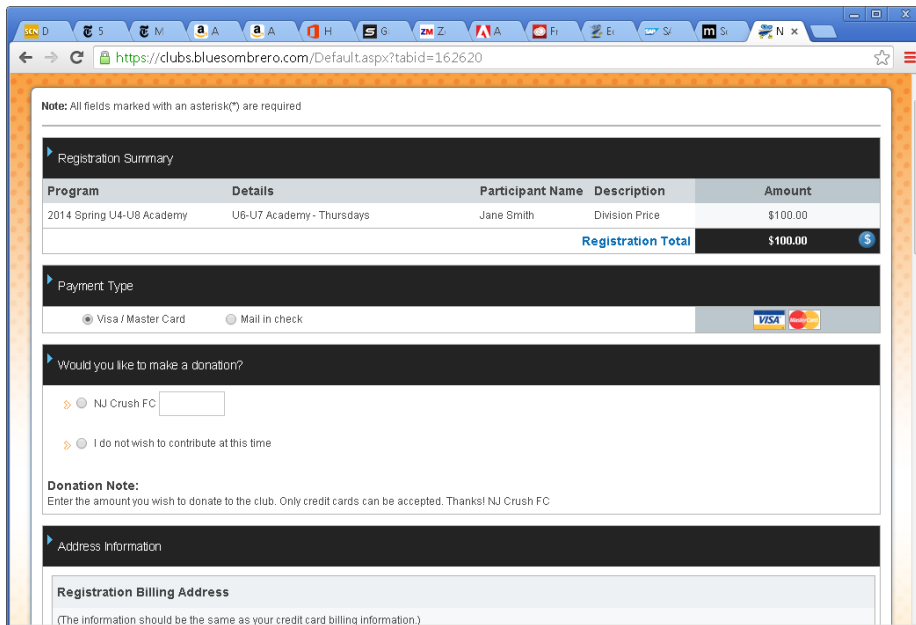 SCN D 5 M a A a A H G ZM Z A Fi E S/ m S N ×
https://clubs.bluesombrero.com/Default.aspx?tabid=162620
Note: All fields marked with an asterisk(*) are required
Registration Summary
Program Details Participant Name Description Amount
2014 Spring U4-U8 Academy U6-U7 Academy - Thursdays Jane Smith Division Price $100.00
Registration Total $100.00 $
Payment Type
Visa / Master Card Mail in check VISA MasterCard
Would you like to make a donation?
NJ Crush FC
I do not wish to contribute at this time
Donation Note:
Enter the amount you wish to donate to the club. Only credit cards can be accepted. Thanks! NJ Crush FC
Address Information
Registration Billing Address
(The information should be the same as your credit card billing information.)